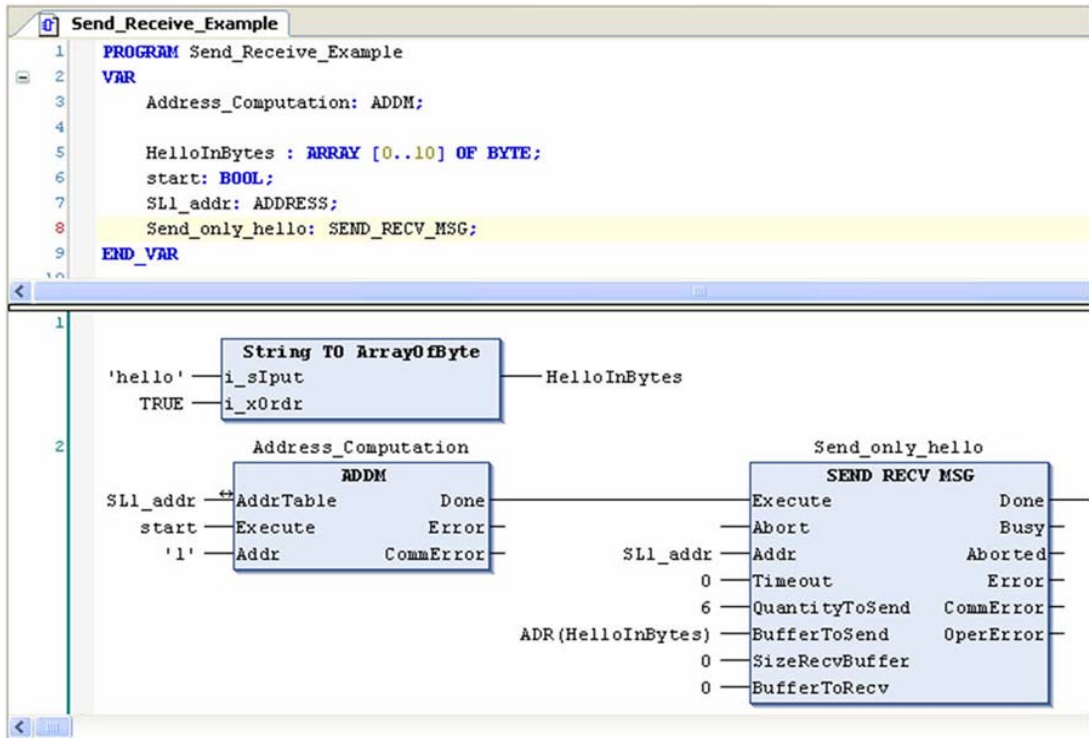 Send_Receive_Example
1 PROGRAM Send_Receive_Example
2 VAR
3 Address_Computation: ADDM;
4
5 HelloInBytes : ARRAY [0..10] OF BYTE;
6 start: BOOL;
7 SL1_addr: ADDRESS;
8 Send_only_hello: SEND_RECV_MSG;
9 END_VAR
10
1
String TO ArrayOfByte
'hello' i_sIput HelloInBytes
TRUE i_xOrdr
2 Address_Computation Send_only_hello
ADDM SEND RECV MSG
SL1_addr AddrTable Done Execute Done
start Execute Error Abort Busy
'1' Addr CommError SL1_addr Addr Aborted
0 Timeout Error
6 QuantityToSend CommError
ADR(HelloInBytes) BufferToSend OperError
0 SizeRecvBuffer
0 BufferToRecv